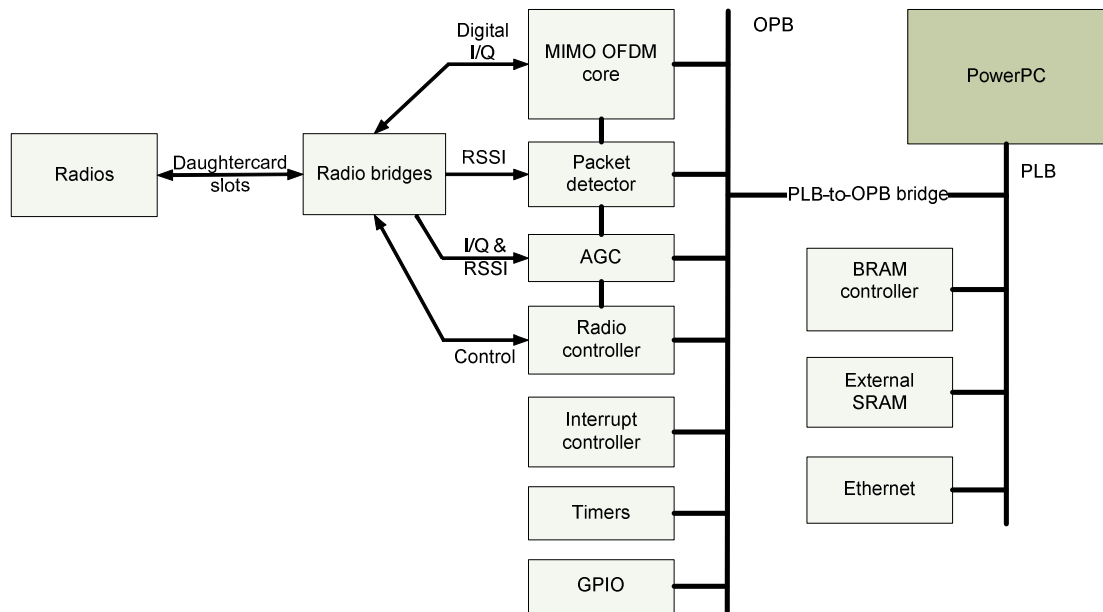 Digital
I/Q
MIMO OFDM
core
OPB
PowerPC
Radios
Daughtercard
slots
Radio bridges
RSSI
Packet
detector
PLB
PLB-to-OPB bridge
I/Q &
RSSI
AGC
BRAM
controller
Control
Radio
controller
External
SRAM
Interrupt
controller
Ethernet
Timers
GPIO